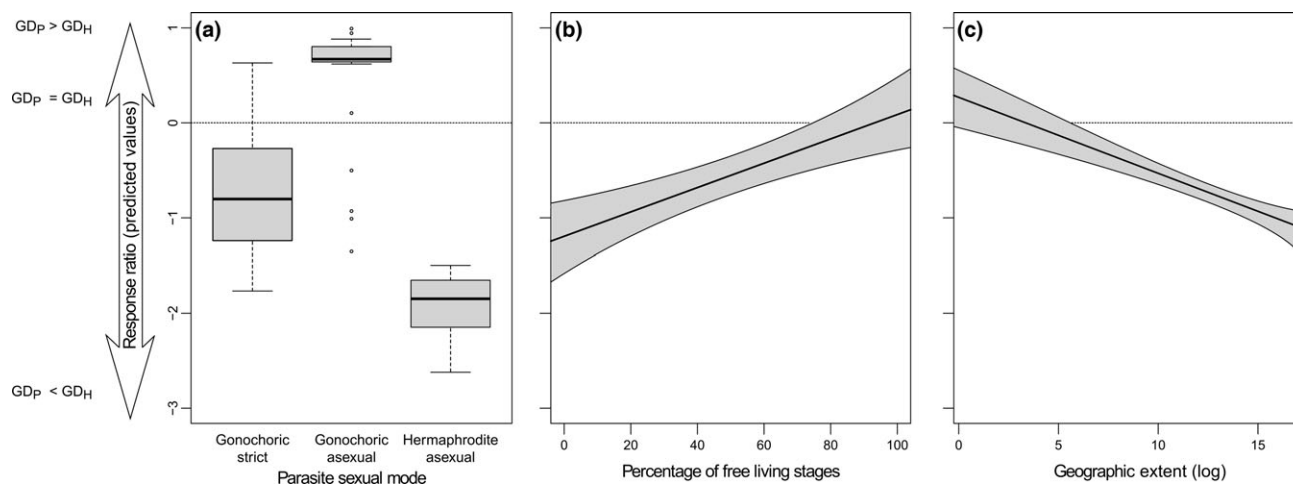 GDP > GDH
GDP = GDH
GDP < GDH
Response ratio (predicted values)
(a)
1
0
-1
-2
-3
Gonochoric strict
Gonochoric asexual
Hermaphrodite asexual
Parasite sexual mode
(b)
0 20 40 60 80 100
Percentage of free living stages
(c)
0 5 10 15
Geographic extent (log)